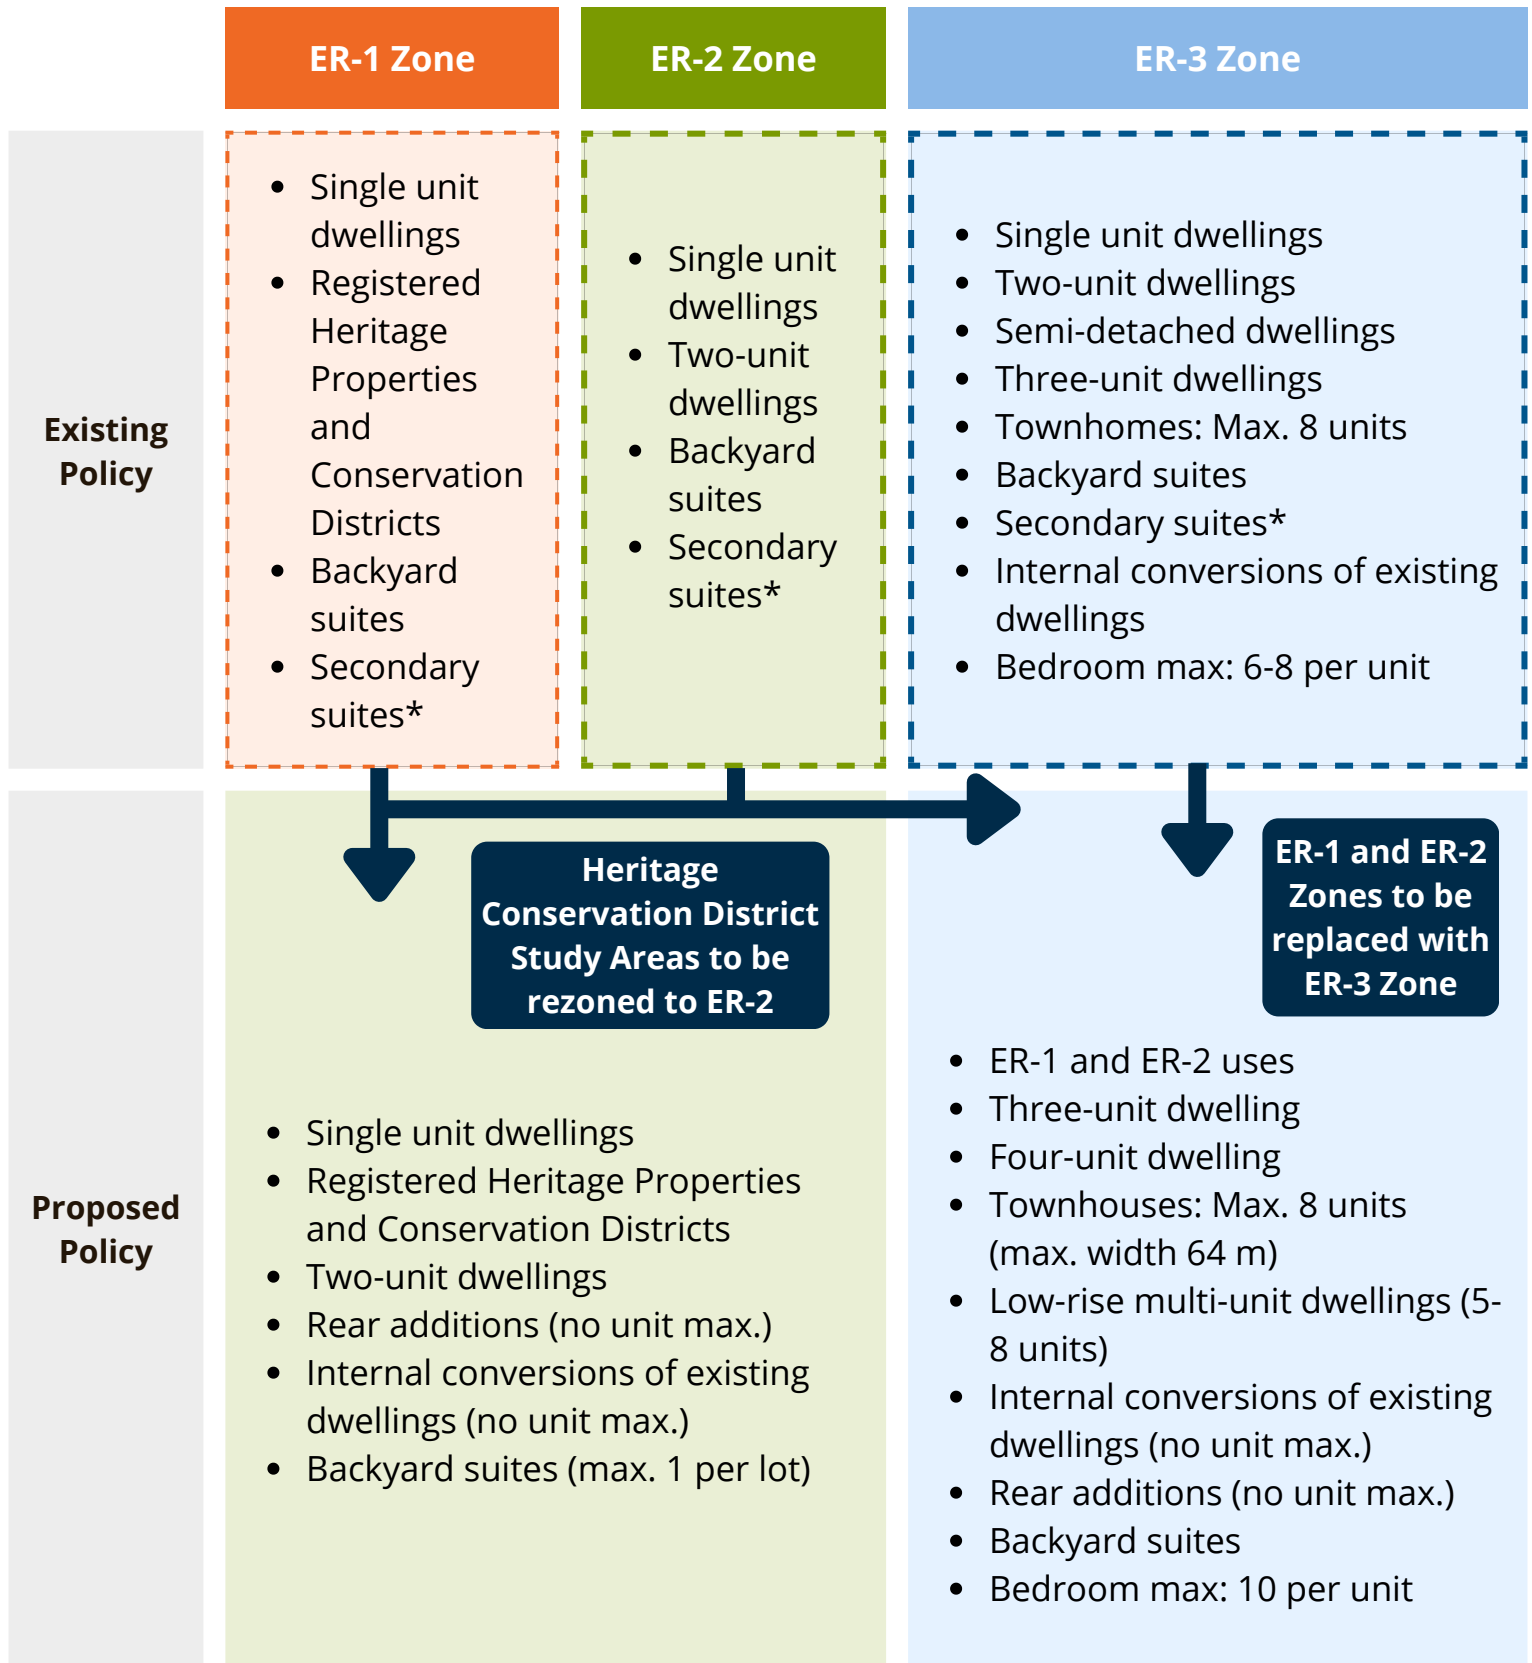 ER-1 Zone
ER-2 Zone
ER-3 Zone
Existing
Policy
• Single unit
dwellings
• Registered
Heritage
Properties
and
Conservation
Districts
• Backyard
suites
• Secondary
suites*
• Single unit
dwellings
• Two-unit
dwellings
• Backyard
suites
• Secondary
suites*
• Single unit dwellings
• Two-unit dwellings
• Semi-detached dwellings
• Three-unit dwellings
• Townhomes: Max. 8 units
• Backyard suites
• Secondary suites*
• Internal conversions of existing
dwellings
• Bedroom max: 6-8 per unit
Proposed
Policy
Heritage
Conservation District
Study Areas to be
rezoned to ER-2
• Single unit dwellings
• Registered Heritage Properties
and Conservation Districts
• Two-unit dwellings
• Rear additions (no unit max.)
• Internal conversions of existing
dwellings (no unit max.)
• Backyard suites (max. 1 per lot)
ER-1 and ER-2
Zones to be
replaced with
ER-3 Zone
• ER-1 and ER-2 uses
• Three-unit dwelling
• Four-unit dwelling
• Townhouses: Max. 8 units
(max. width 64 m)
• Low-rise multi-unit dwellings (5-
8 units)
• Internal conversions of existing
dwellings (no unit max.)
• Rear additions (no unit max.)
• Backyard suites
• Bedroom max: 10 per unit